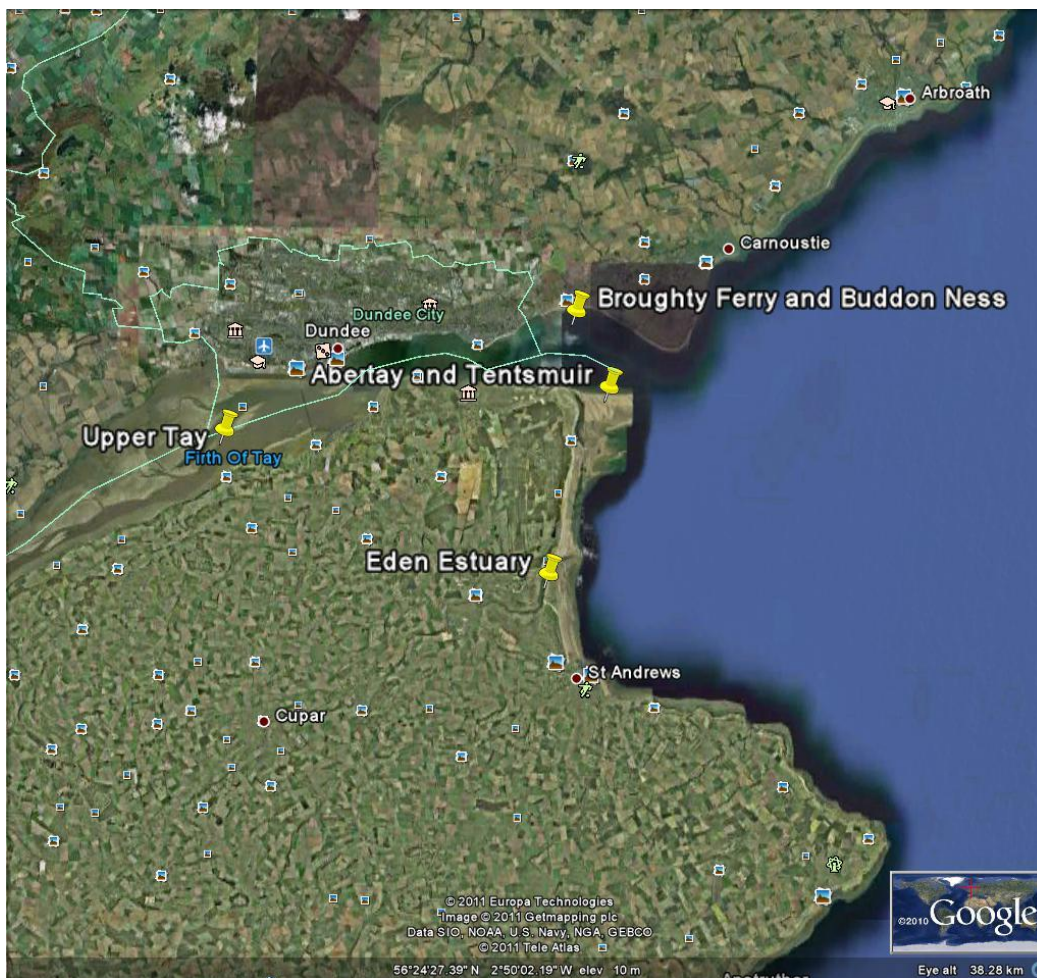 Arbroath
Carnoustie
Broughty Ferry and Buddon Ness
Dundee City
Dundee
Abertay and Tentsmuir
Upper Tay
Firth Of Tay
Eden Estuary
St Andrews
Cupar
© 2011 Europa Technologies
Image © 2011 Getmapping plc
Data SIO, NOAA, U.S. Navy, NGA, GEBCO
© 2011 Tele Atlas
©2010 Google
56°24'27.39" N 2°50'02.19" W elev 10 m
Eye alt 38.28 km